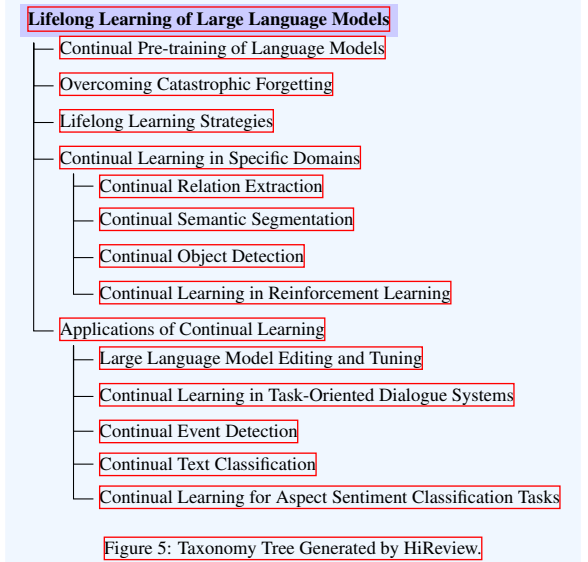 Lifelong Learning of Large Language Models
Continual Pre-training of Language Models
Overcoming Catastrophic Forgetting
Lifelong Learning Strategies
Continual Learning in Specific Domains
Continual Relation Extraction
Continual Semantic Segmentation
Continual Object Detection
Continual Learning in Reinforcement Learning
Applications of Continual Learning
Large Language Model Editing and Tuning
Continual Learning in Task-Oriented Dialogue Systems
Continual Event Detection
Continual Text Classification
Continual Learning for Aspect Sentiment Classification Tasks
Figure 5: Taxonomy Tree Generated by HiReview.